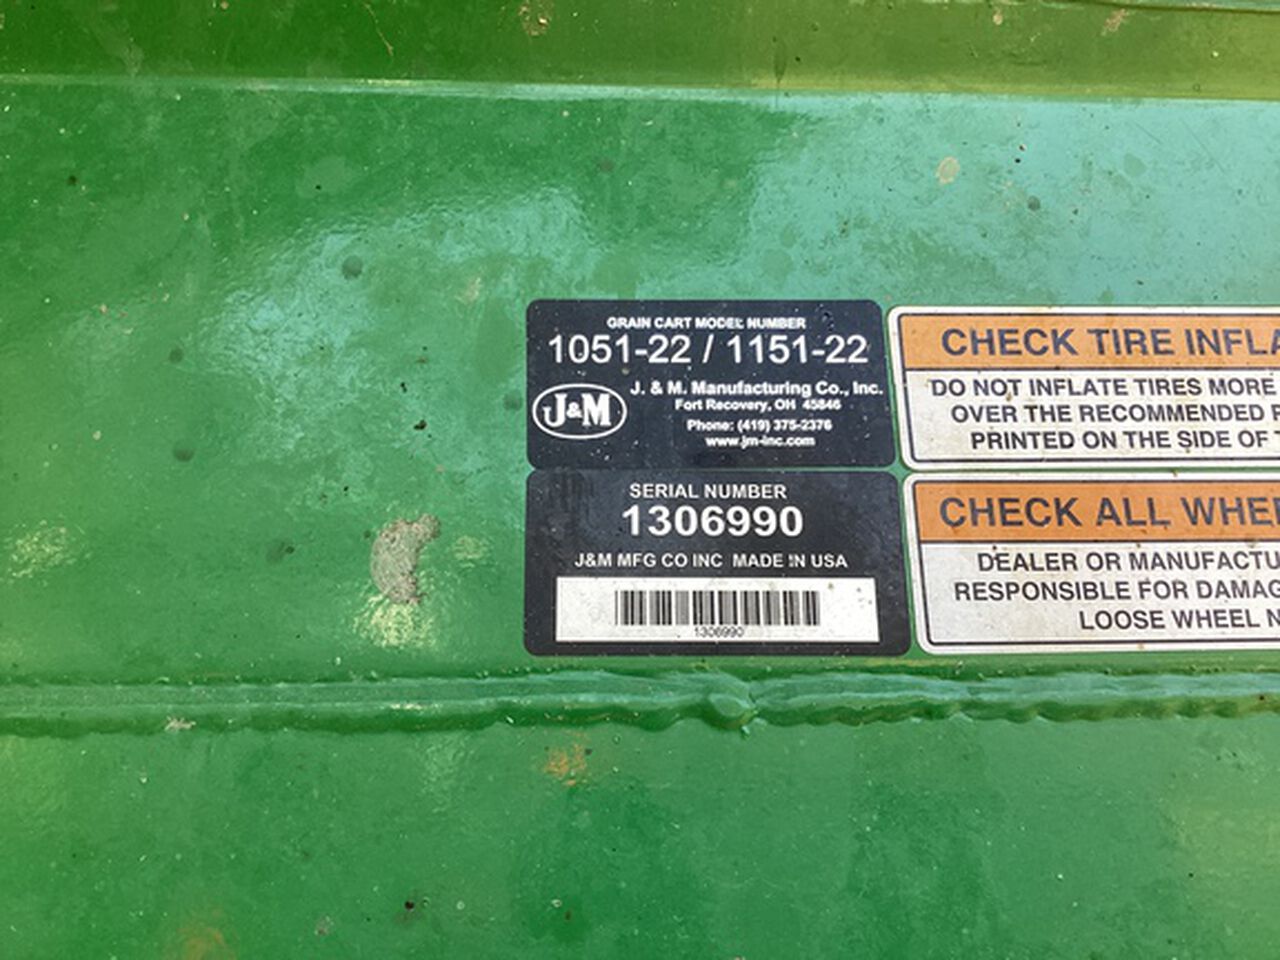 GRAIN CART MODEL NUMBER
1051-22 / 1151-22
J&M
J. & M. Manufacturing Co., Inc.
Fort Recovery, OH 45846
Phone: (419) 375-2376
www.jm-inc.com
SERIAL NUMBER
1306990
J&M MFG CO INC MADE IN USA
1306990
CHECK TIRE INFLA
DO NOT INFLATE TIRES MORE
OVER THE RECOMMENDED
PRINTED ON THE SIDE OF
CHECK ALL WHE
DEALER OR MANUFACTU
RESPONSIBLE FOR DAMAG
LOOSE WHEEL N